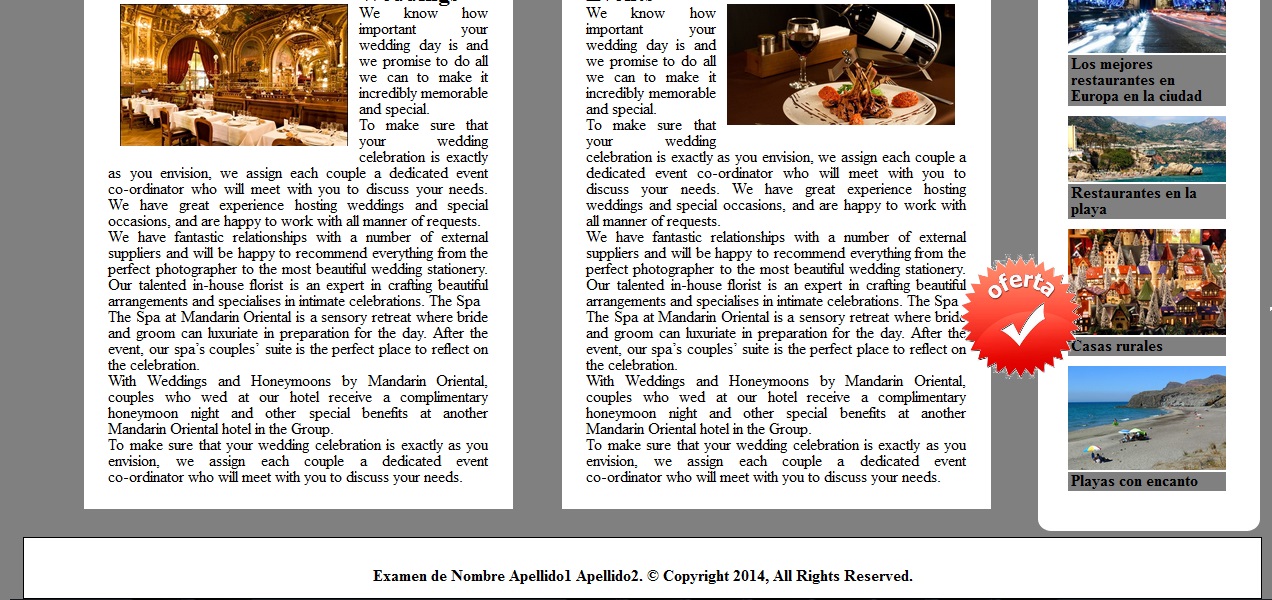 Weddings
We know how
important your
wedding day is and
we promise to do all
we can to make it
incredibly memorable
and special.
To make sure that
your wedding
celebration is exactly
as you envision, we assign each couple a dedicated event
co-ordinator who will meet with you to discuss your needs.
We have great experience hosting weddings and special
occasions, and are happy to work with all manner of requests.
We have fantastic relationships with a number of external
suppliers and will be happy to recommend everything from the
perfect photographer to the most beautiful wedding stationery.
Our talented in-house florist is an expert in crafting beautiful
arrangements and specialises in intimate celebrations. The Spa
The Spa at Mandarin Oriental is a sensory retreat where bride
and groom can luxuriate in preparation for the day. After the
event, our spa’s couples’ suite is the perfect place to reflect on
the celebration.
With Weddings and Honeymoons by Mandarin Oriental,
couples who wed at our hotel receive a complimentary
honeymoon night and other special benefits at another
Mandarin Oriental hotel in the Group.
To make sure that your wedding celebration is exactly as you
envision, we assign each couple a dedicated event
co-ordinator who will meet with you to discuss your needs.
Events
We know how
important your
wedding day is and
we promise to do all
we can to make it
incredibly memorable
and special.
To make sure that
your wedding
celebration is exactly as you envision, we assign each couple a
dedicated event co-ordinator who will meet with you to
discuss your needs. We have great experience hosting
weddings and special occasions, and are happy to work with
all manner of requests.
We have fantastic relationships with a number of external
suppliers and will be happy to recommend everything from the
perfect photographer to the most beautiful wedding stationery.
Our talented in-house florist is an expert in crafting beautiful
arrangements and specialises in intimate celebrations. The Spa
The Spa at Mandarin Oriental is a sensory retreat where bride
and groom can luxuriate in preparation for the day. After the
event, our spa’s couples’ suite is the perfect place to reflect on
the celebration.
With Weddings and Honeymoons by Mandarin Oriental,
couples who wed at our hotel receive a complimentary
honeymoon night and other special benefits at another
Mandarin Oriental hotel in the Group.
To make sure that your wedding celebration is exactly as you
envision, we assign each couple a dedicated event
co-ordinator who will meet with you to discuss your needs.
Los mejores
restaurantes en
Europa en la ciudad
Restaurantes en la
playa
oferta
Casas rurales
Playas con encanto
Examen de Nombre Apellido1 Apellido2. © Copyright 2014, All Rights Reserved.